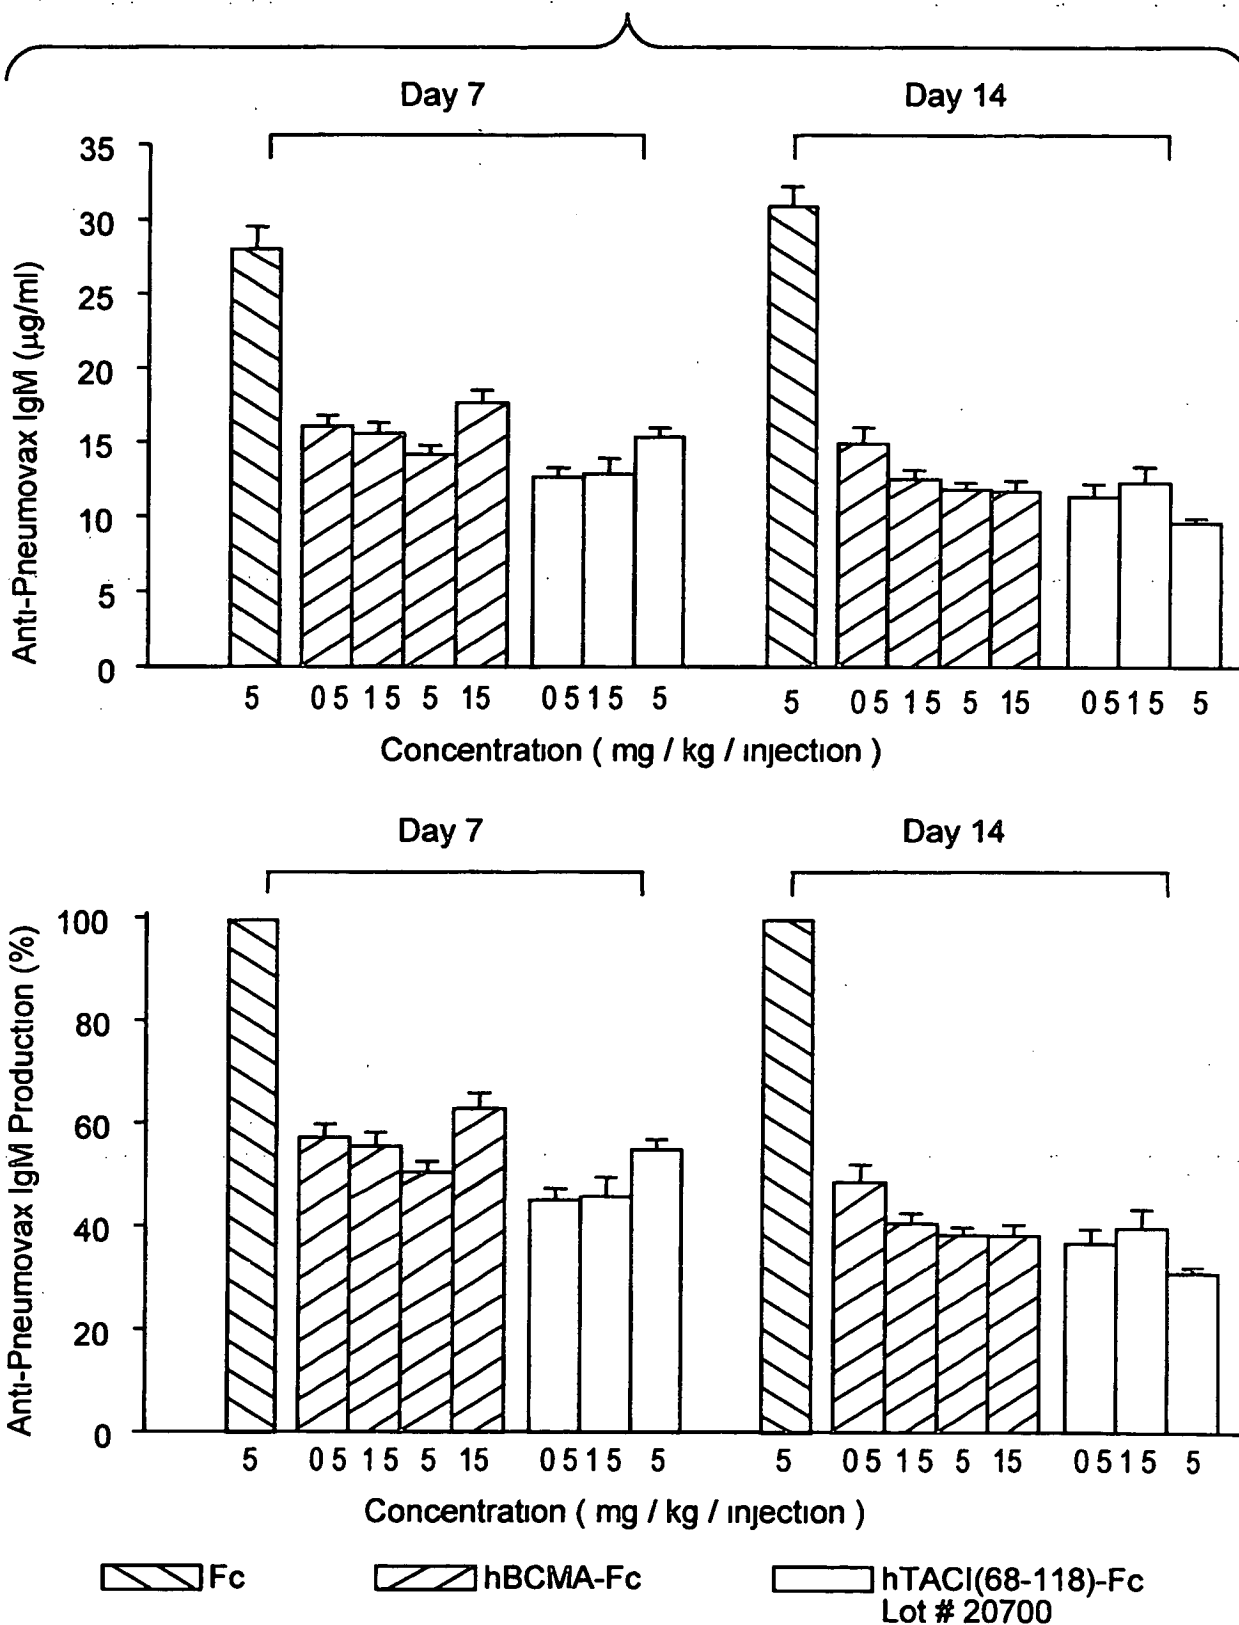 Day 7 Day 14
35
30
25
20
15
10
5
0
Anti-Pneumovax IgM (µg/ml)
5 0 5 1 5 5 15 0 5 1 5 5 5 0 5 1 5 5 15 0 5 1 5 5
Concentration ( mg / kg / injection )
Day 7 Day 14
100
80
60
40
20
0
Anti-Pneumovax IgM Production (%)
5 0 5 1 5 5 15 0 5 1 5 5 5 0 5 1 5 5 15 0 5 1 5 5
Concentration ( mg / kg / injection )
Fc hBCMA-Fc hTACI(68-118)-Fc
Lot # 20700